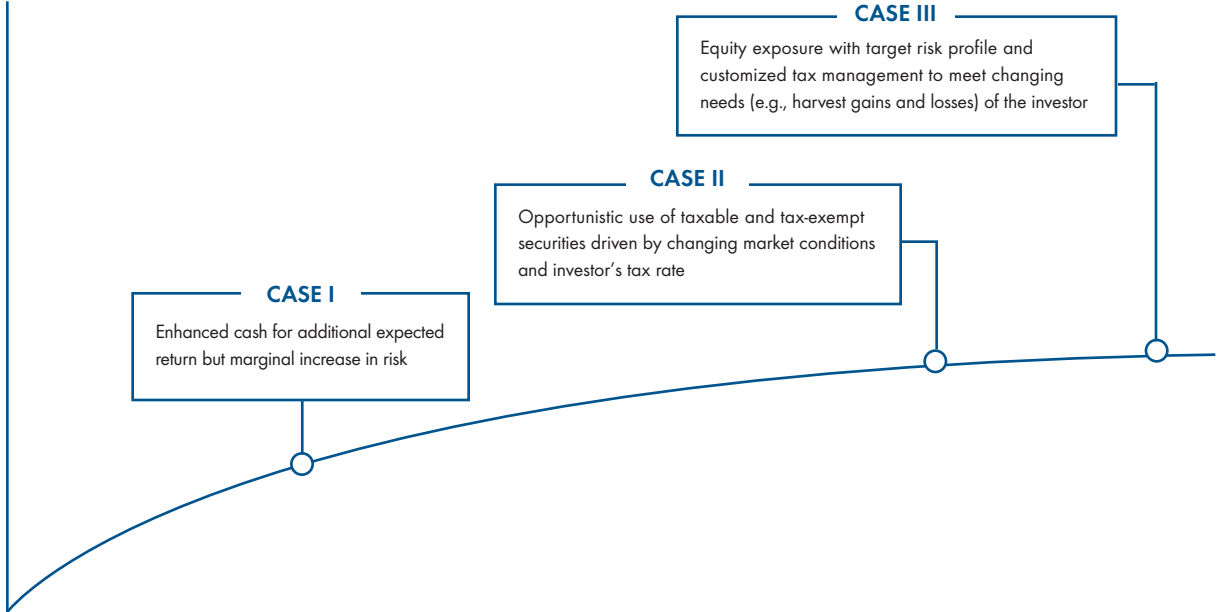 CASE III
Equity exposure with target risk profile and
customized tax management to meet changing
needs (e.g., harvest gains and losses) of the investor
CASE II
Opportunistic use of taxable and tax-exempt
securities driven by changing market conditions
and investor’s tax rate
CASE I
Enhanced cash for additional expected
return but marginal increase in risk